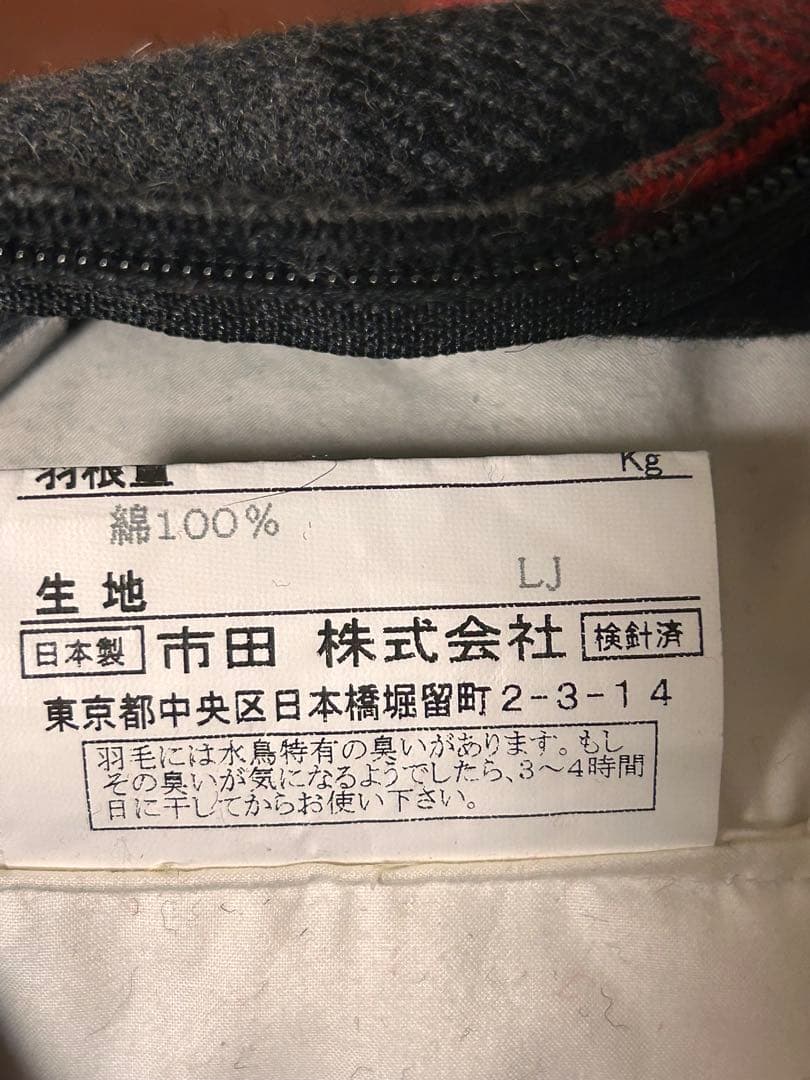 羽根量 Kg
綿100%
生地 LJ
日本製 市田 株式会社 検針済
東京都中央区日本橋堀留町2-3-14
羽毛には水鳥特有の臭いがあります。もし
その臭いが気になるようでしたら、3〜4時間
日に干してからお使い下さい。